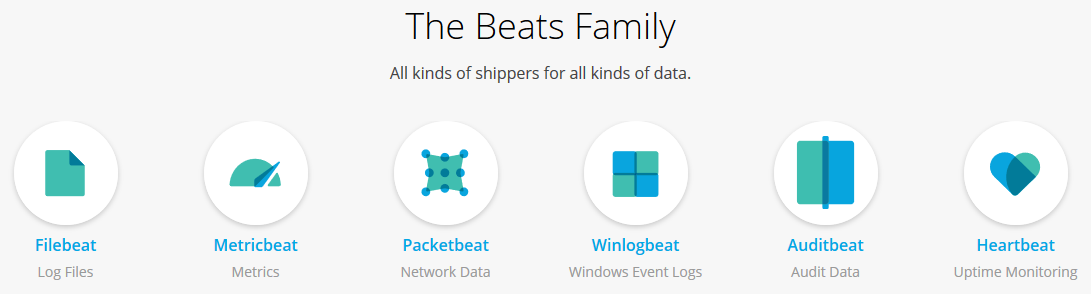 The Beats Family
All kinds of shippers for all kinds of data.
Filebeat
Log Files
Metricbeat
Metrics
Packetbeat
Network Data
Winlogbeat
Windows Event Logs
Auditbeat
Audit Data
Heartbeat
Uptime Monitoring